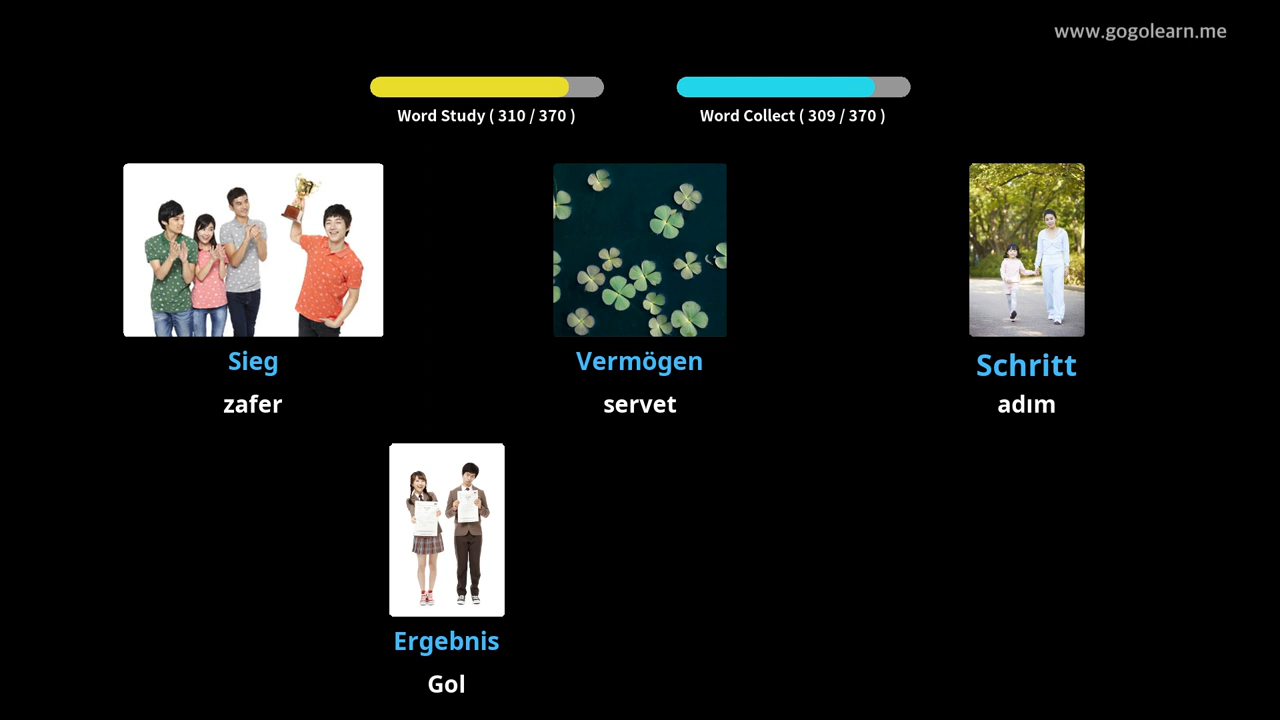 www.gogolearn.me
Word Study ( 310 / 370 )
Word Collect ( 309 / 370 )
Sieg
Vermögen
Schritt
zafer
servet
adım
Ergebnis
Gol